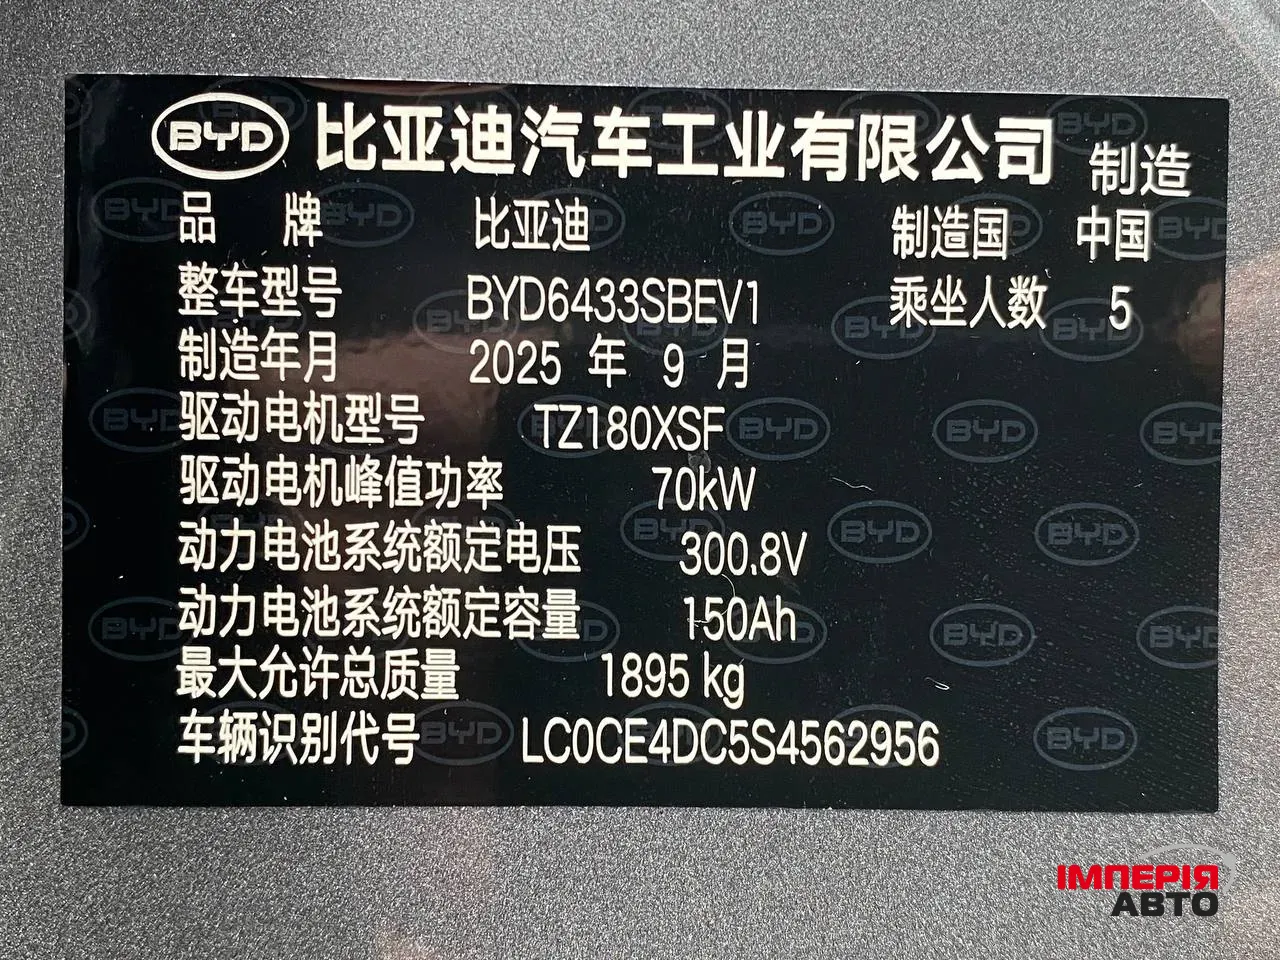 BYD 比亚迪汽车工业有限公司 制造
品 牌 比亚迪 制造国 中国
整车型号 BYD6433SBEV1 乘坐人数 5
制造年月 2025 年 9 月
驱动电机型号 TZ180XSF
驱动电机峰值功率 70kW
动力电池系统额定电压 300.8V
动力电池系统额定容量 150Ah
最大允许总质量 1895 kg
车辆识别代号 LC0CE4DC5S4562956
ІМПЕРІЯ
АВТО